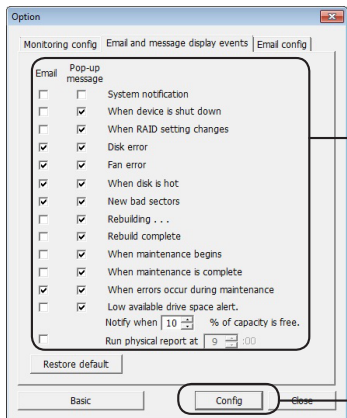 Option
Monitoring config Email and message display events Email config
Email Pop-up message
System notification
When device is shut down
When RAID setting changes
Disk error
Fan error
When disk is hot
New bad sectors
Rebuilding . . .
Rebuild complete
When maintenance begins
When maintenance is complete
When errors occur during maintenance
Low available drive space alert.
Notify when 10 % of capacity is free.
Run physical report at 9 :00
Restore default
Basic Config Close